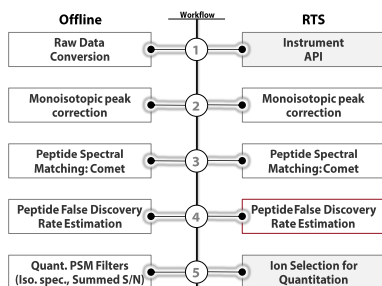 Offline
Workflow
RTS
Raw Data
Conversion
1
Instrument
API
Monoisotopic peak
correction
2
Monoisotopic peak
correction
Peptide Spectral
Matching: Comet
3
Peptide Spectral
Matching: Comet
Peptide False Discovery
Rate Estimation
4
Peptide False Discovery
Rate Estimation
Quant. PSM Filters
(Iso. spec., Summed S/N)
5
Ion Selection for
Quantitation